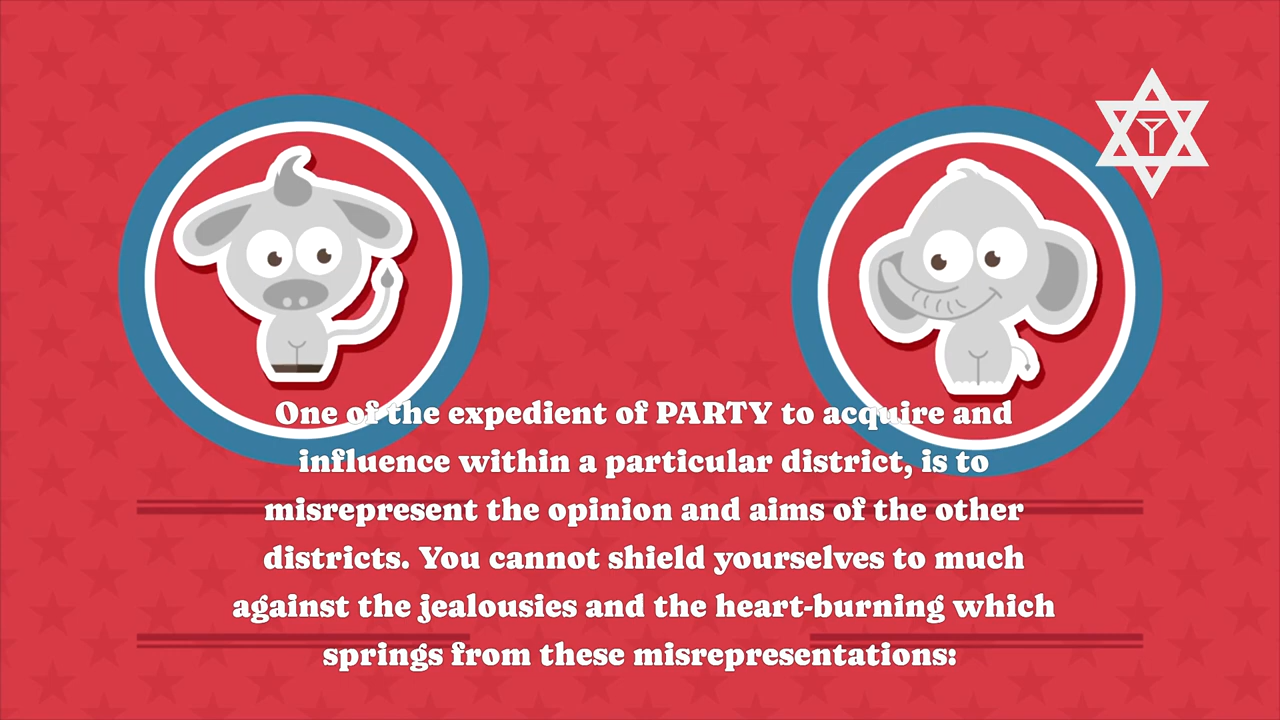 One of the expedient of PARTY to acquire and
influence within a particular district, is to
misrepresent the opinion and aims of the other
districts. You cannot shield yourselves to much
against the jealousies and the heart-burning which
springs from these misrepresentations: